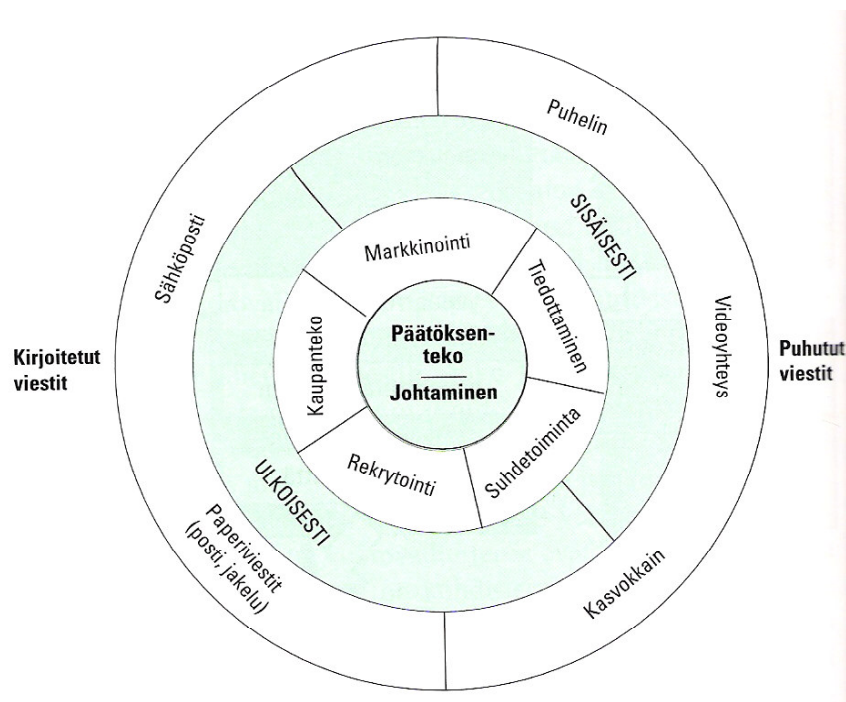 Puhelin
SISÄISESTI
Sähköposti
Markkinointi
Tiedottaminen
Videoyhteys
Kirjoitetut
viestit
Kaupanteko
Päätöksen-
teko
Johtaminen
Puhutut
viestit
Rekrytointi
Suhdetoiminta
ULKOISESTI
Paperiviestit
(posti, jakelu)
Kasvokkain